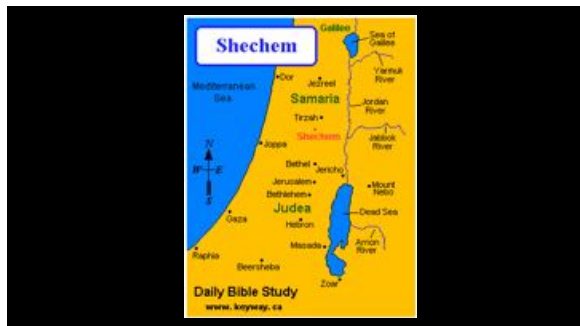 Shechem
Galilee
Sea of
Galilee
Mediterranean
Sea
Dor
Jezreel
Yarmuk
River
Samaria
Jordan
River
Tirzah
Shechem
Jabbok
River
Joppa
N
W E
S
Bethel
Jericho
Jerusalem
Mount
Nebo
Bethlehem
Judea
Dead Sea
Gaza
Hebron
Masada
Arnon
River
Raphia
Beersheba
Zoar
Daily Bible Study
www.keyway.ca